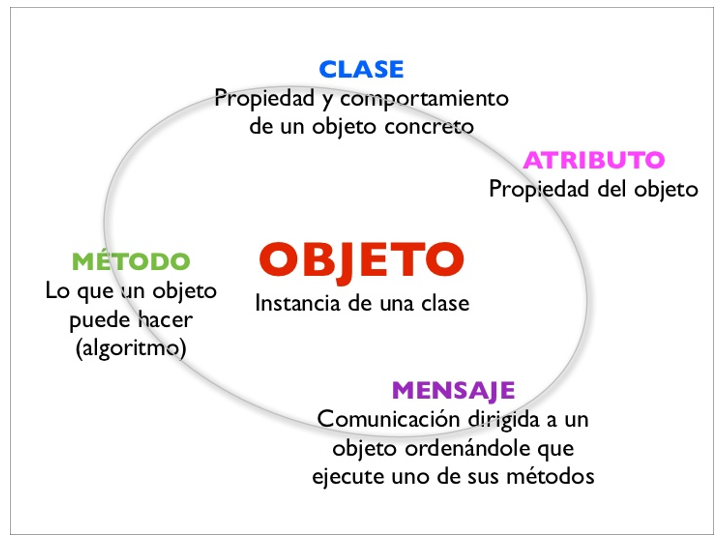 CLASE
Propiedad y comportamiento
de un objeto concreto
ATRIBUTO
Propiedad del objeto
MÉTODO
Lo que un objeto
puede hacer
(algoritmo)
OBJETO
Instancia de una clase
MENSAJE
Comunicación dirigida a un
objeto ordenándole que
ejecute uno de sus métodos